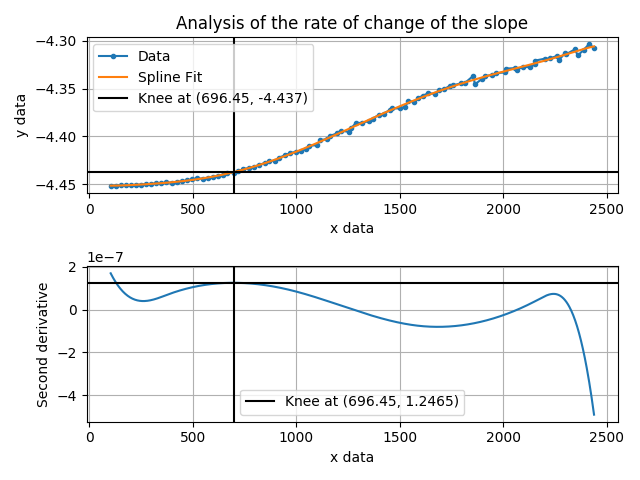 Analysis of the rate of change of the slope
−4.30
−4.35
−4.40
−4.45
y data
Data
Spline Fit
Knee at (696.45, -4.437)
0
500
1000
1500
2000
2500
x data
1e−7
2
0
−2
−4
Second derivative
Knee at (696.45, 1.2465)
0
500
1000
1500
2000
2500
x data